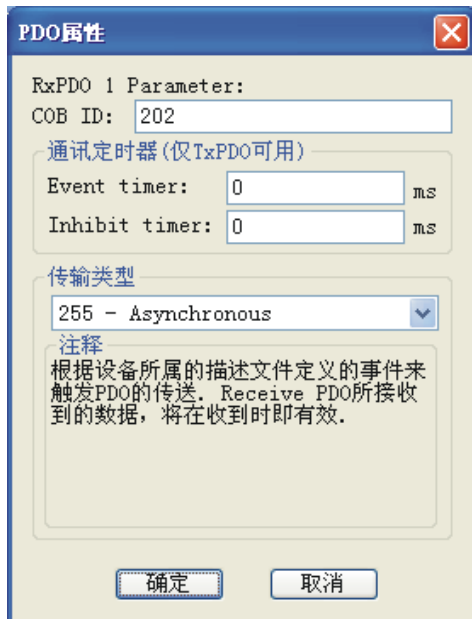 PDO属性
RxPDO 1 Parameter:
COB ID: 202
通讯定时器(仅TxPDO可用)
Event timer: 0 ms
Inhibit timer: 0 ms
传输类型
255 - Asynchronous
注释
根据设备所属的描述文件定义的事件来
触发PDO的传送. Receive PDO所接收
到的数据，将在收到时即有效.
确定 取消